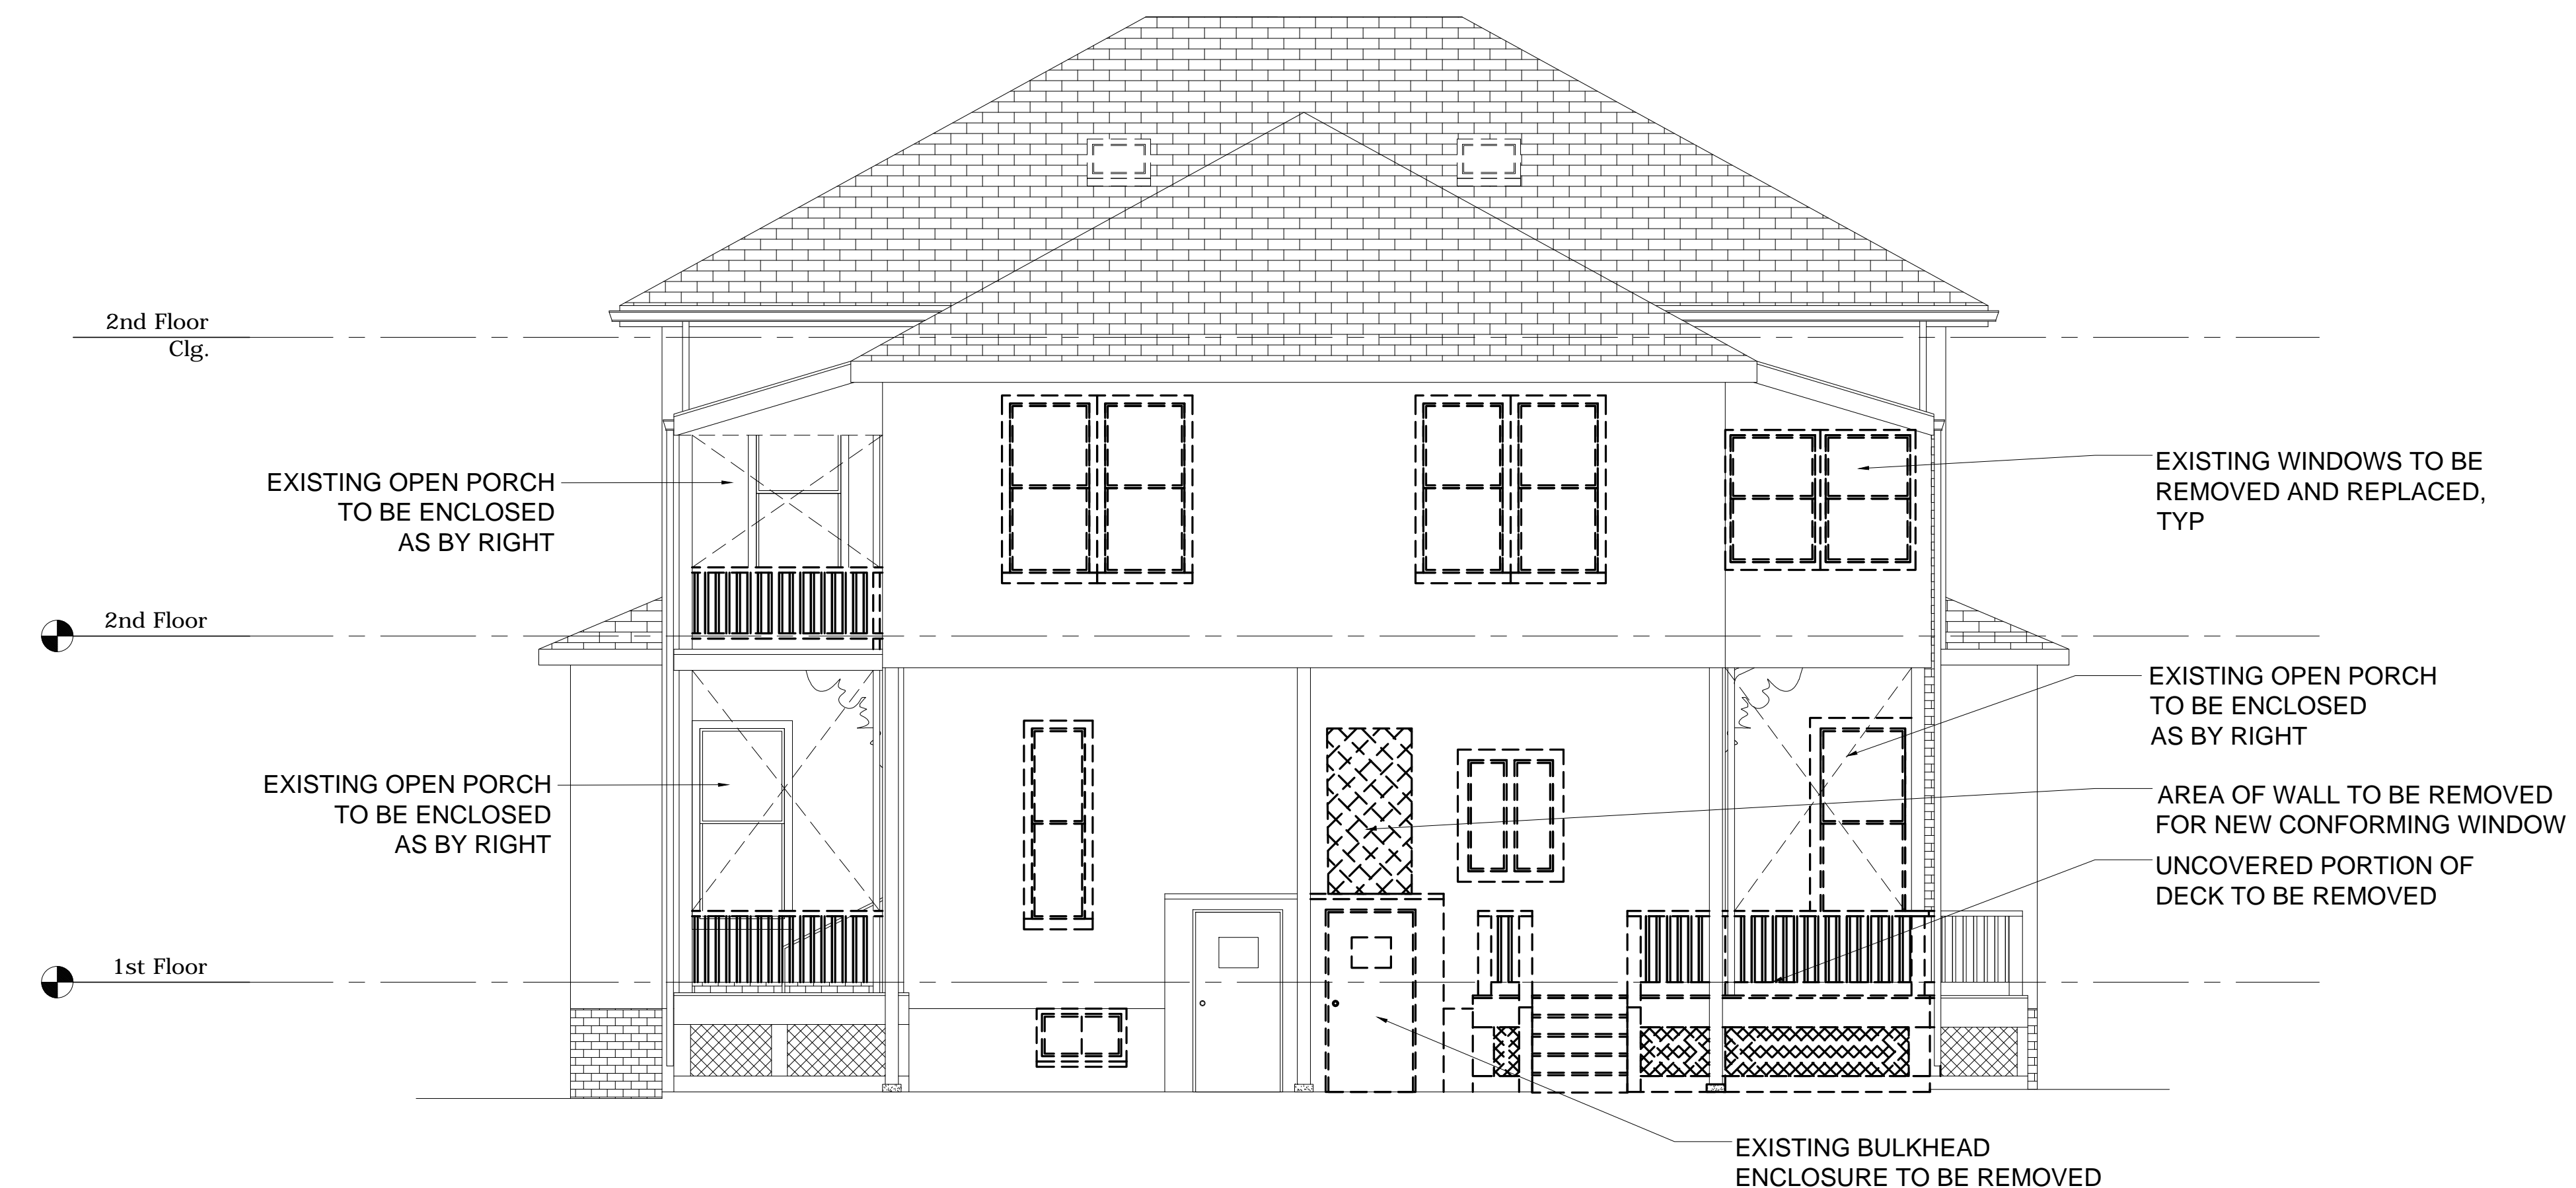 2nd Floor
Clg.
EXISTING OPEN PORCH
TO BE ENCLOSED
AS BY RIGHT
EXISTING WINDOWS TO BE
REMOVED AND REPLACED,
TYP
2nd Floor
EXISTING OPEN PORCH
TO BE ENCLOSED
AS BY RIGHT
EXISTING OPEN PORCH
TO BE ENCLOSED
AS BY RIGHT
AREA OF WALL TO BE REMOVED
FOR NEW CONFORMING WINDOW
UNCOVERED PORTION OF
DECK TO BE REMOVED
1st Floor
EXISTING BULKHEAD
ENCLOSURE TO BE REMOVED